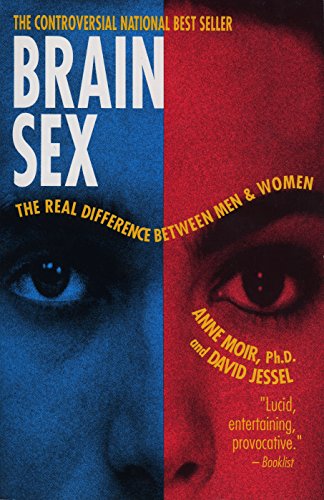 THE CONTROVERSIAL NATIONAL BEST SELLER
BRAIN
SEX
THE REAL DIFFERENCE BETWEEN MEN & WOMEN
ANNE MOIR, Ph.D.
and DAVID JESSEL
"Lucid,
entertaining,
provocative."
– Booklist